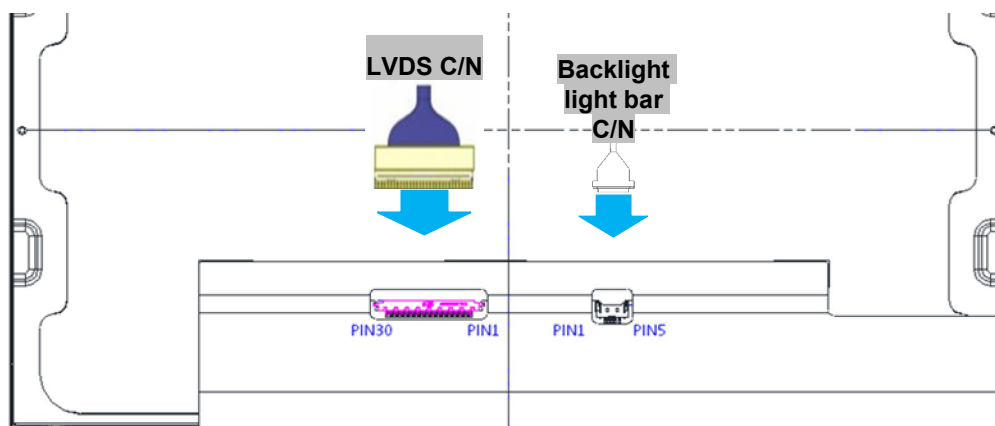 LVDS C/N
Backlight
light bar
C/N
PIN30
PIN1
PIN1
PIN5